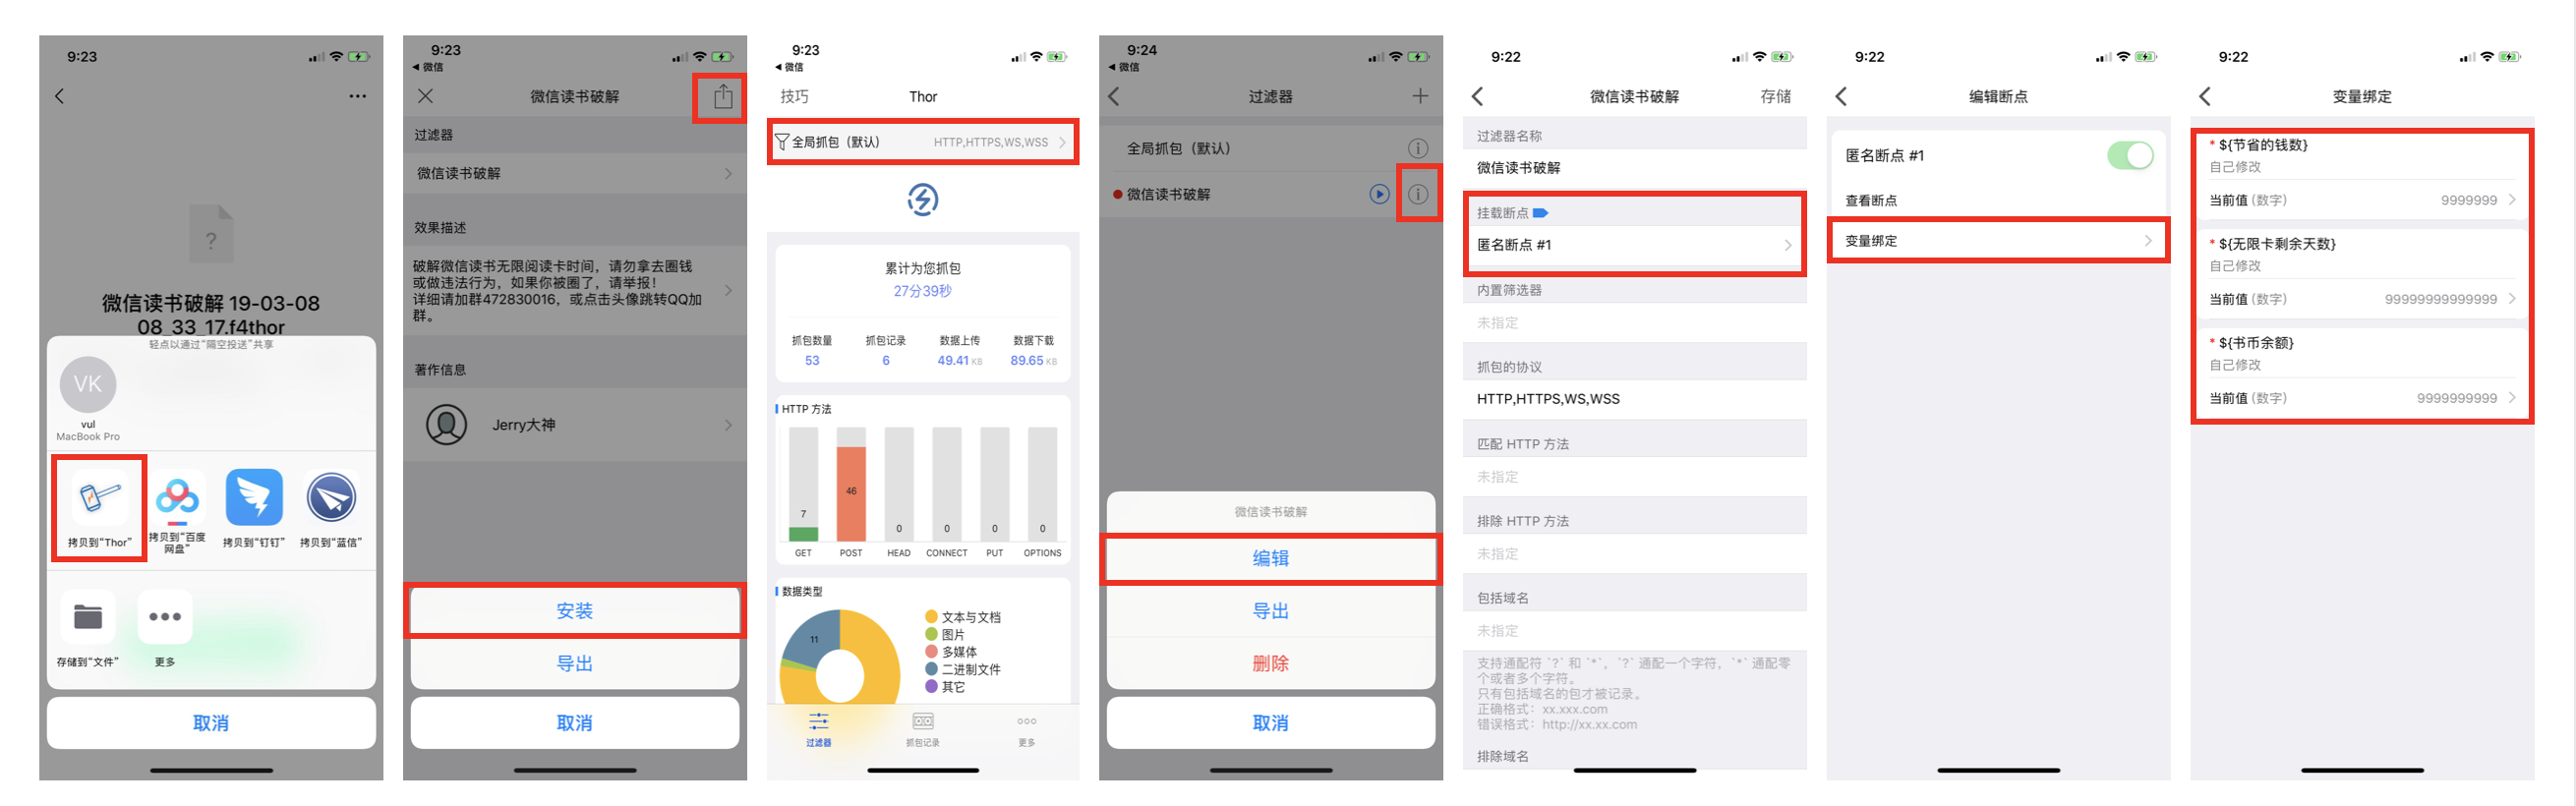 9:23
微信读书破解 19-03-08
08_33_17.f4thor
轻点以通过“隔空投送”共享
VK
vul
MacBook Pro
拷贝到“Thor”
拷贝到“百度
网盘”
拷贝到“钉钉”
拷贝到“蓝信”
存储到“文件”
更多
取消
9:23
微信
微信读书破解
过滤器
微信读书破解
效果描述
破解微信读书无限阅读卡时间，请勿拿去圈钱
或做违法行为，如果你被圈了，请举报！
详细请加群472830016，或点击头像跳转QQ加
群。
著作信息
Jerry大神
安装
导出
取消
9:23
微信
技巧
Thor
全局抓包（默认）
HTTP,HTTPS,WS,WSS
累计为您抓包
27分39秒
抓包数量 抓包记录 数据上传 数据下载
53 6 49.41 KB 89.65 KB
HTTP 方法
7 46 0 0 0 0
GET POST HEAD CONNECT PUT OPTIONS
数据类型
11
文本与文档
图片
多媒体
二进制文件
其它
过滤器
抓包记录
更多
9:24
微信
过滤器
全局抓包（默认）
微信读书破解
微信读书破解
编辑
导出
删除
取消
9:22
微信读书破解
存储
过滤器名称
微信读书破解
挂载断点
匿名断点 #1
内置筛选器
未指定
抓包的协议
HTTP,HTTPS,WS,WSS
匹配 HTTP 方法
未指定
排除 HTTP 方法
未指定
包括域名
未指定
支持通配符 `?` 和 `*`，`?` 通配一个字符，`*` 通配零
个或者多个字符。
只有包括域名的包才被记录。
正确格式：xx.xxx.com
错误格式：http://xx.xx.com
排除域名
9:22
编辑断点
匿名断点 #1
查看断点
变量绑定
9:22
变量绑定
* ${节省的钱数}
自己修改
当前值 (数字) 9999999
* ${无限卡剩余天数}
自己修改
当前值 (数字) 99999999999999
* ${书币余额}
自己修改
当前值 (数字) 9999999999